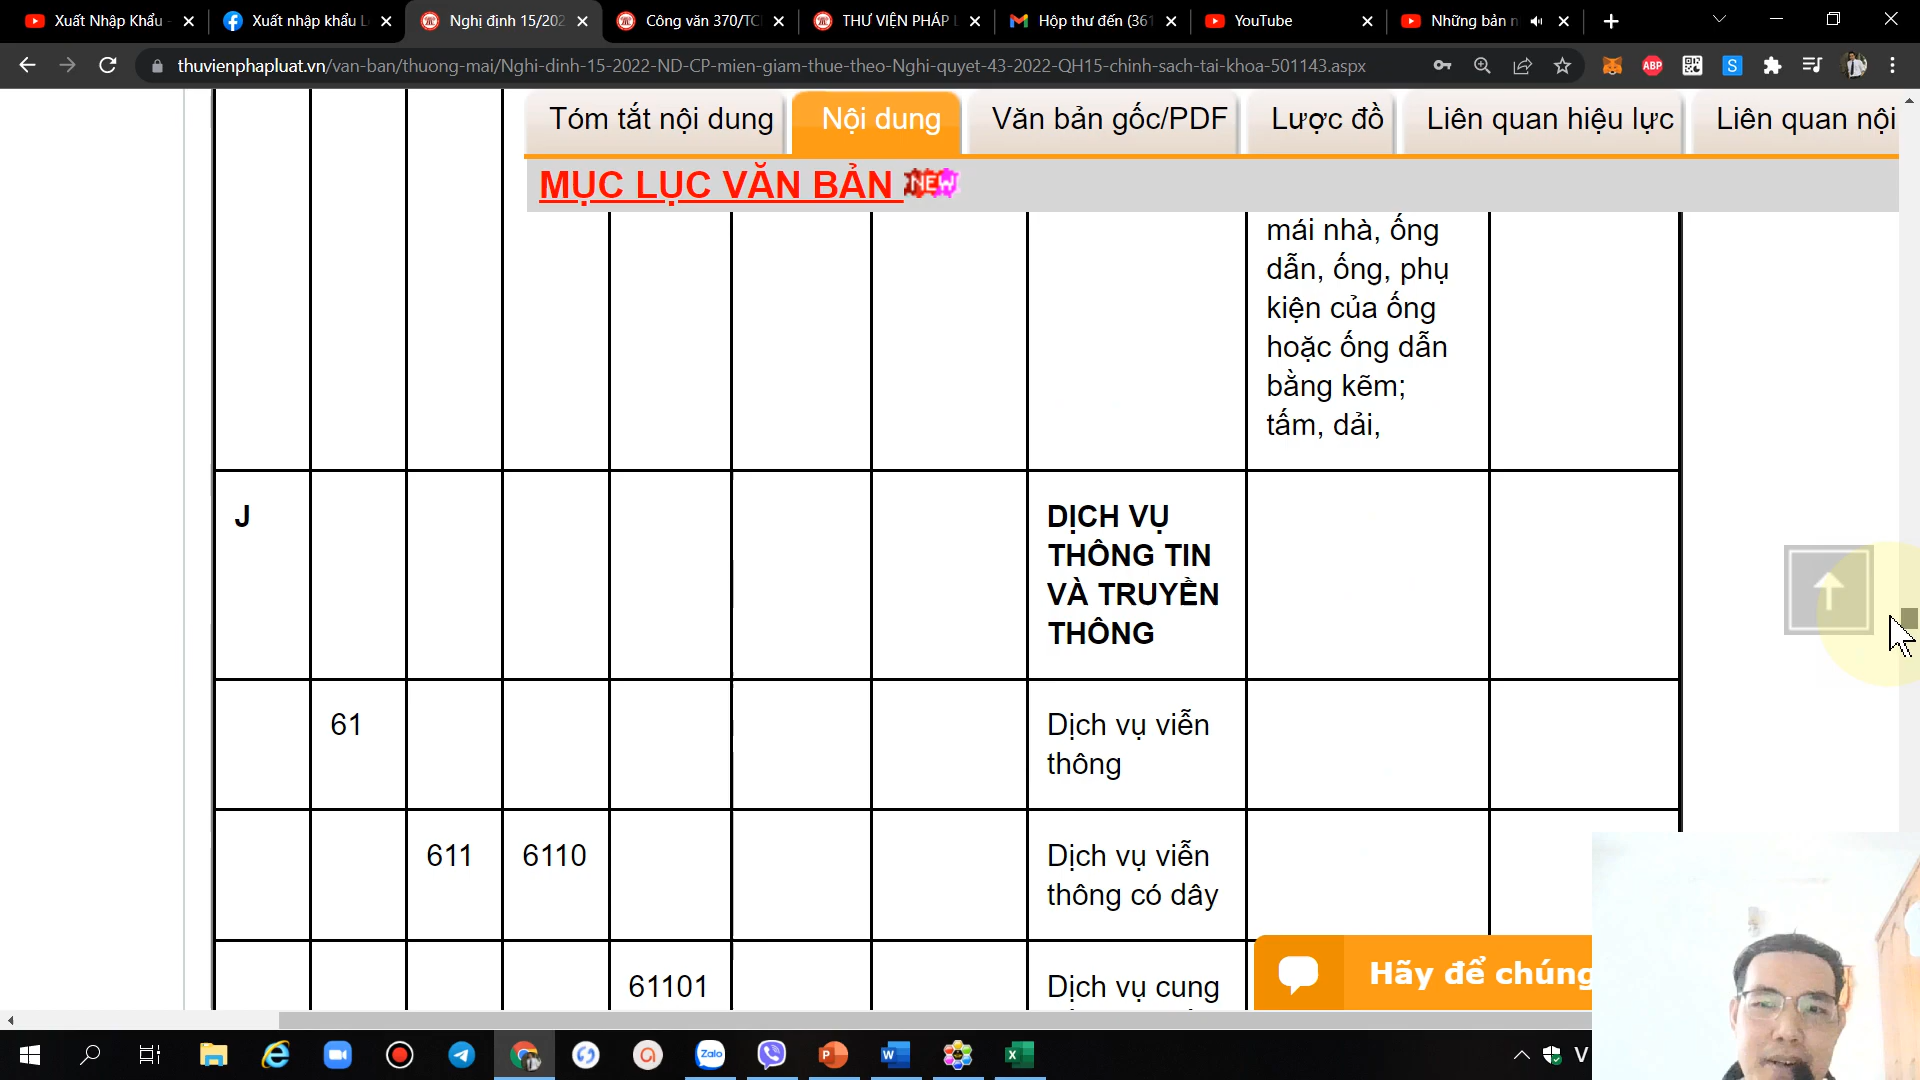 Xuất Nhập Khẩu -
Xuất nhập khẩu L
Nghị định 15/202
Công văn 370/TC
THƯ VIỆN PHÁP L
Hộp thư đến (361
YouTube
Những bản n
thuvienphapluat.vn/van-ban/thuong-mai/Nghi-dinh-15-2022-ND-CP-mien-giam-thue-theo-Nghi-quyet-43-2022-QH15-chinh-sach-tai-khoa-501143.aspx
ABP
S
Tóm tắt nội dung
Nội dung
Văn bản gốc/PDF
Lược đồ
Liên quan hiệu lực
Liên quan nội
MỤC LỤC VĂN BẢN NEW
mái nhà, ống
dẫn, ống, phụ
kiện của ống
hoặc ống dẫn
bằng kẽm;
tấm, dải,
J
DỊCH VỤ
THÔNG TIN
VÀ TRUYỀN
THÔNG
61
Dịch vụ viễn
thông
611
6110
Dịch vụ viễn
thông có dây
61101
Dịch vụ cung
Hãy để chúng
Zalo
V